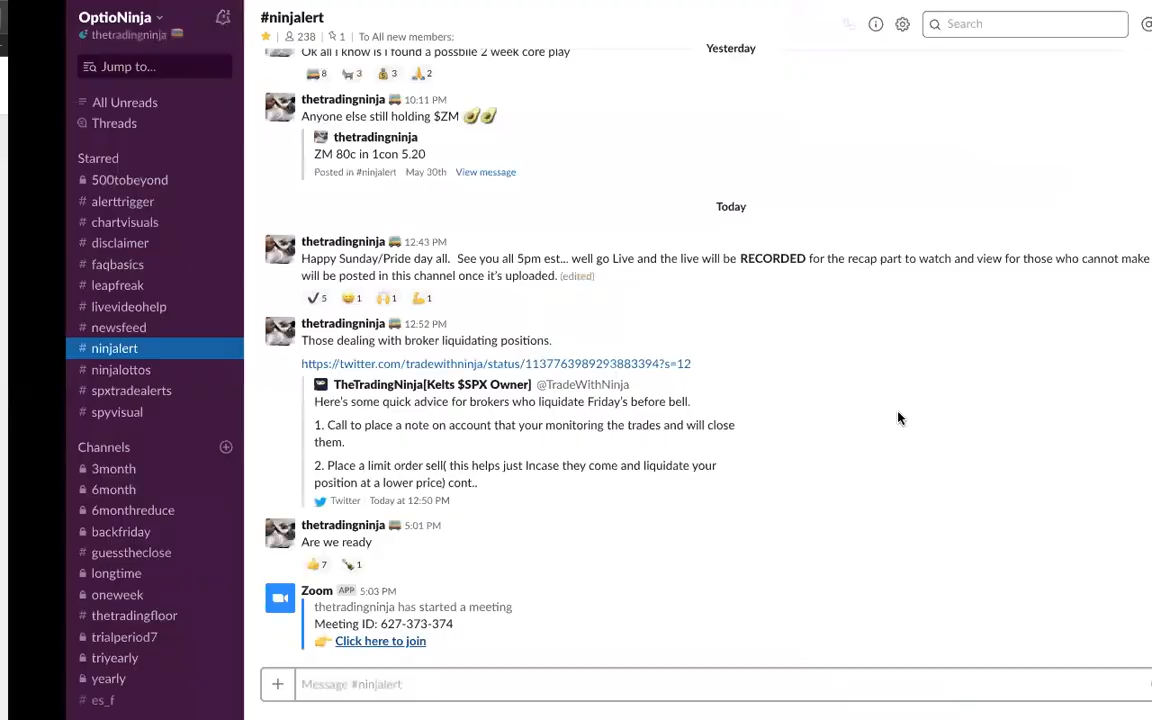 OptioNinja
thetradingninja
Jump to...
All Unreads
Threads
Starred
500tobeyond
# alerttrigger
# chartvisuals
# disclaimer
# faqbasics
# leapfreak
# livevideohelp
# newsfeed
# ninjalert
# ninjalottos
# spxtradealerts
# spyvisual
Channels
3month
6month
6monthreduce
backfriday
# guesstheclose
longtime
oneweek
# thetradingfloor
trialperiod7
triyearly
yearly
# es_f
#ninjalert
238
1
To All new members:
Search
Yesterday
Ok all I know is I found a possbile 2 week core play
8 3 3 2
thetradingninja 10:11 PM
Anyone else still holding $ZM
thetradingninja
ZM 80c in 1con 5.20
Posted in #ninjalert May 30th View message
Today
thetradingninja 12:43 PM
Happy Sunday/Pride day all. See you all 5pm est... well go Live and the live will be RECORDED for the recap part to watch and view for those who cannot make
will be posted in this channel once it's uploaded. (edited)
5 1 1 1
thetradingninja 12:52 PM
Those dealing with broker liquidating positions.
https://twitter.com/tradewithninja/status/1137763989293883394?s=12
TheTradingNinja[Kelts $SPX Owner] @TradeWithNinja
Here's some quick advice for brokers who liquidate Friday's before bell.
1. Call to place a note on account that your monitoring the trades and will close
them.
2. Place a limit order sell( this helps just Incase they come and liquidate your
position at a lower price) cont..
Twitter Today at 12:50 PM
thetradingninja 5:01 PM
Are we ready
7 1
Zoom APP 5:03 PM
thetradingninja has started a meeting
Meeting ID: 627-373-374
Click here to join
Message #ninjalert